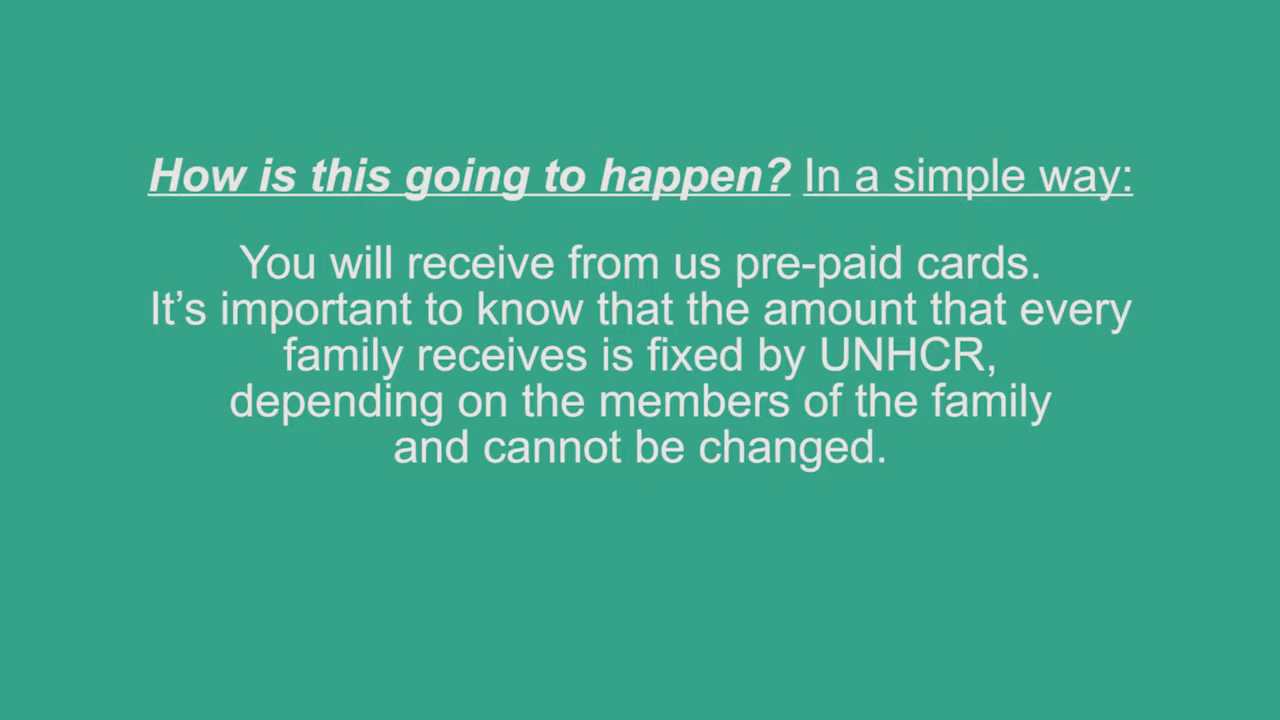 How is this going to happen? In a simple way:
You will receive from us pre-paid cards.
It’s important to know that the amount that every
family receives is fixed by UNHCR,
depending on the members of the family
and cannot be changed.